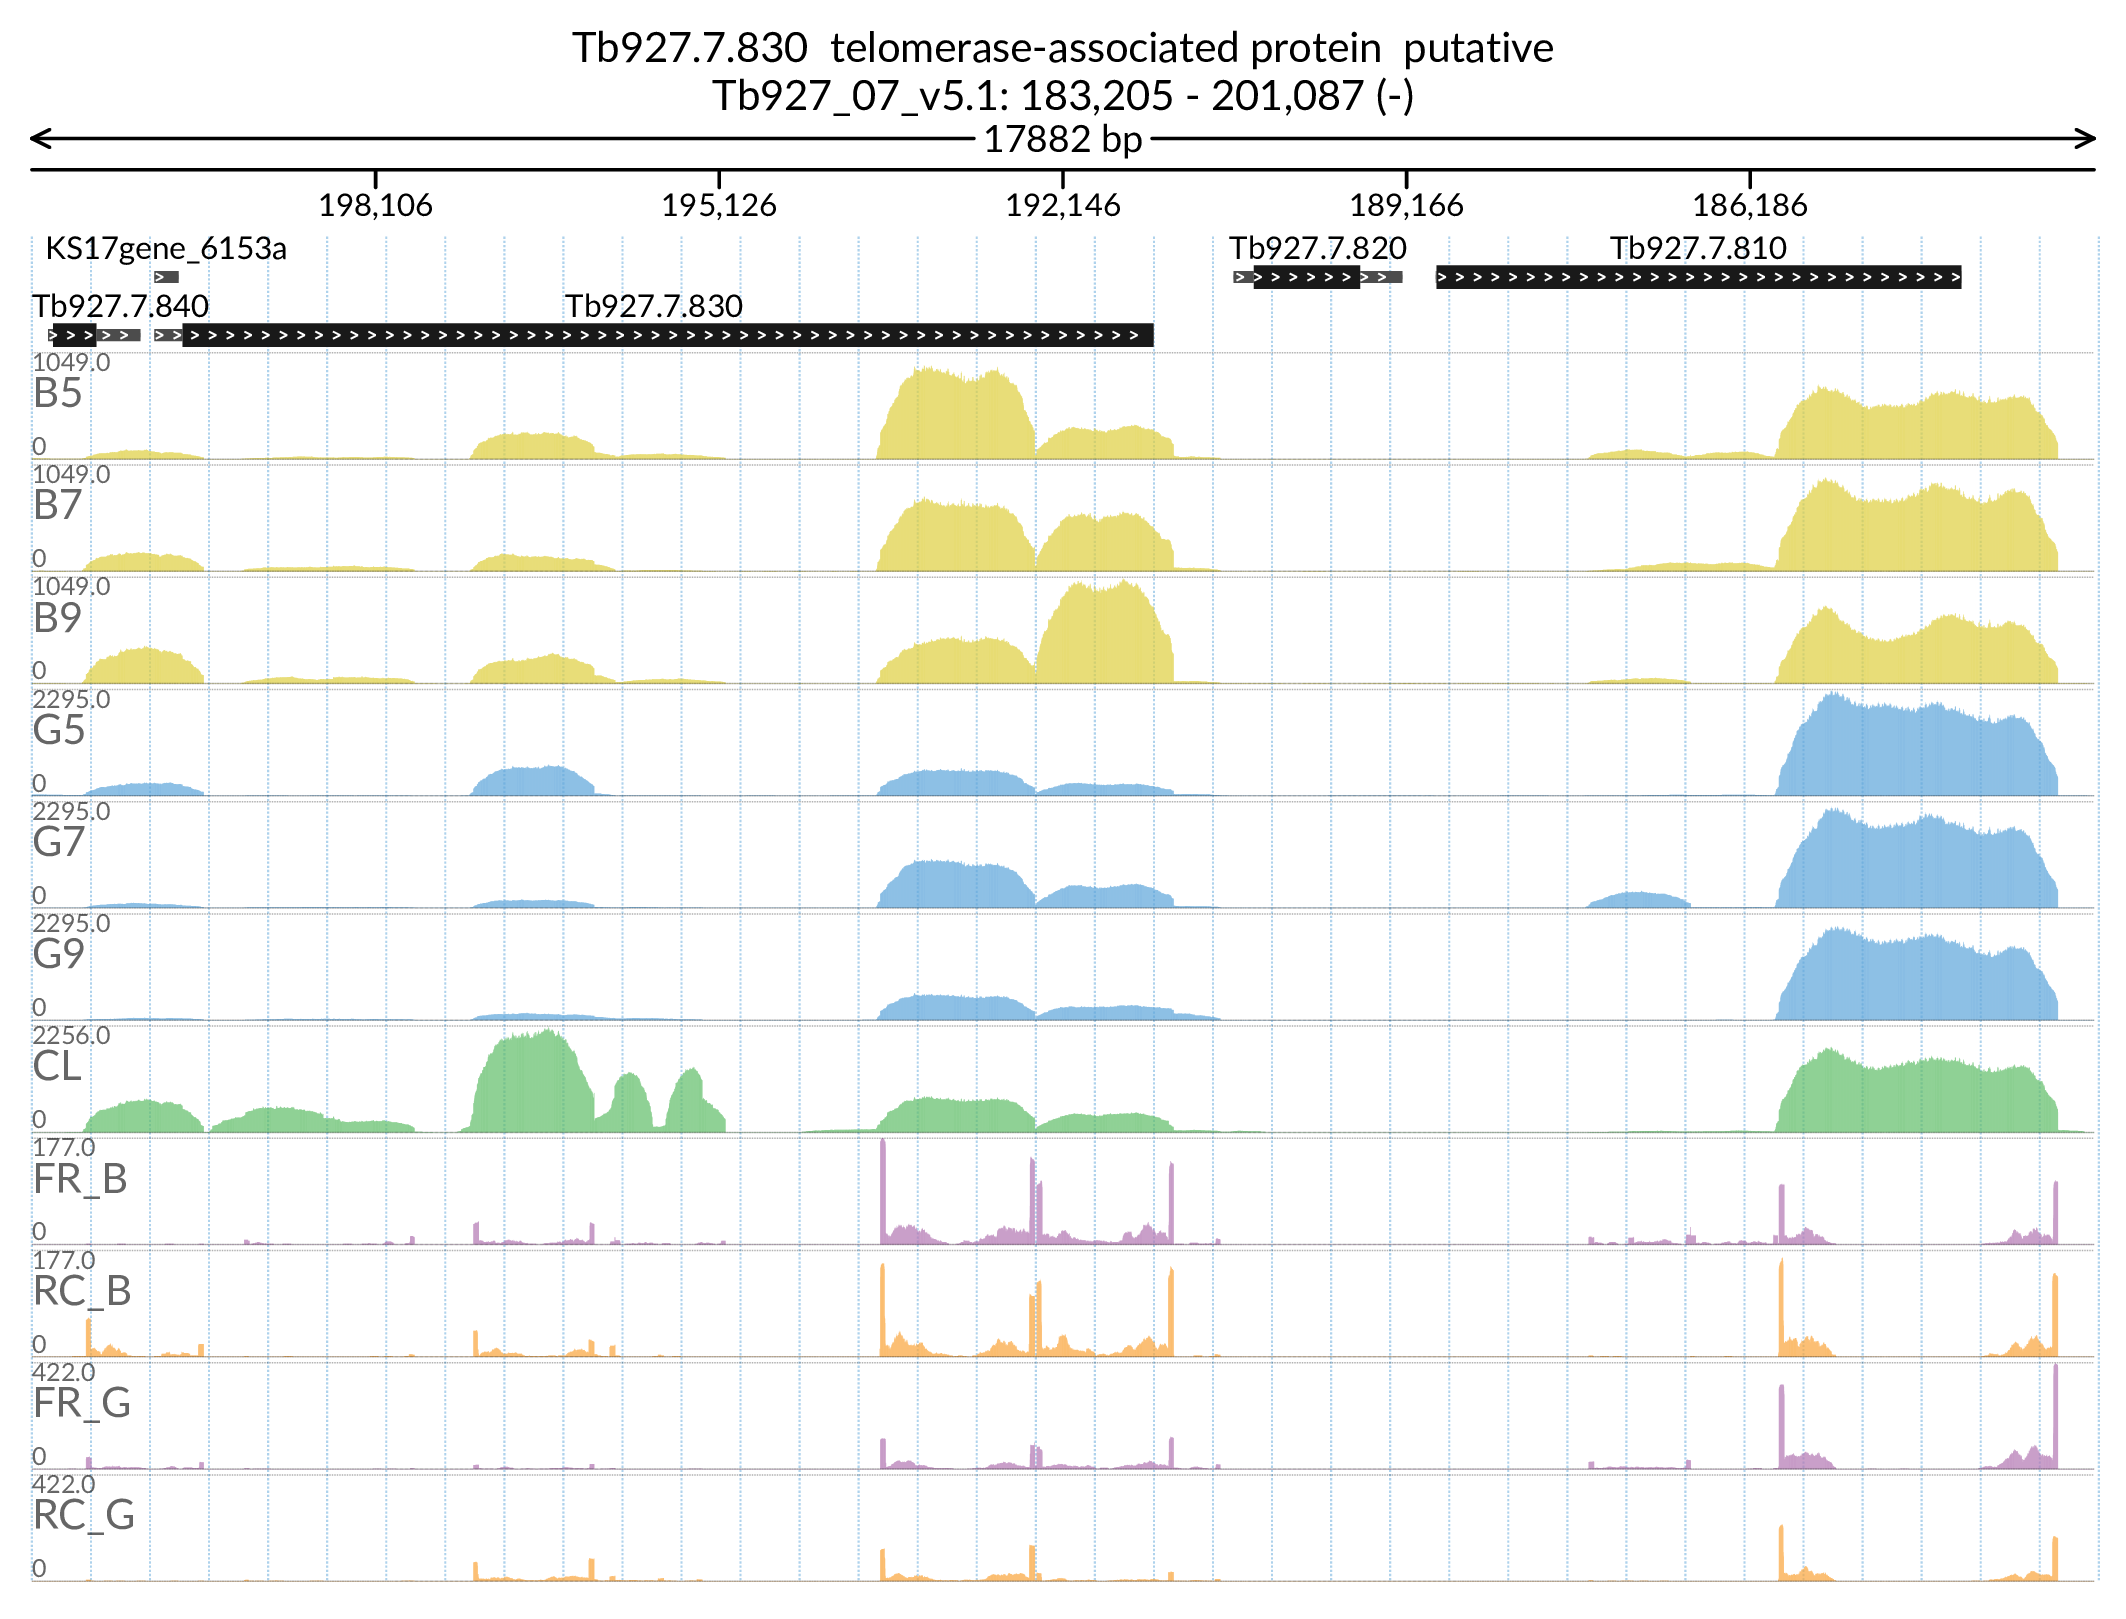 Tb927.7.830  telomerase-associated protein  putative
Tb927_07_v5.1: 183,205 - 201,087 (-)
17882 bp
198,106 195,126 192,146 189,166 186,186
KS17gene_6153a Tb927.7.820 Tb927.7.810
Tb927.7.840 Tb927.7.830
1049.0
B5
0
1049.0
B7
0
1049.0
B9
0
2295.0
G5
0
2295.0
G7
0
2295.0
G9
0
2256.0
CL
0
177.0
FR_B
0
177.0
RC_B
0
422.0
FR_G
0
422.0
RC_G
0